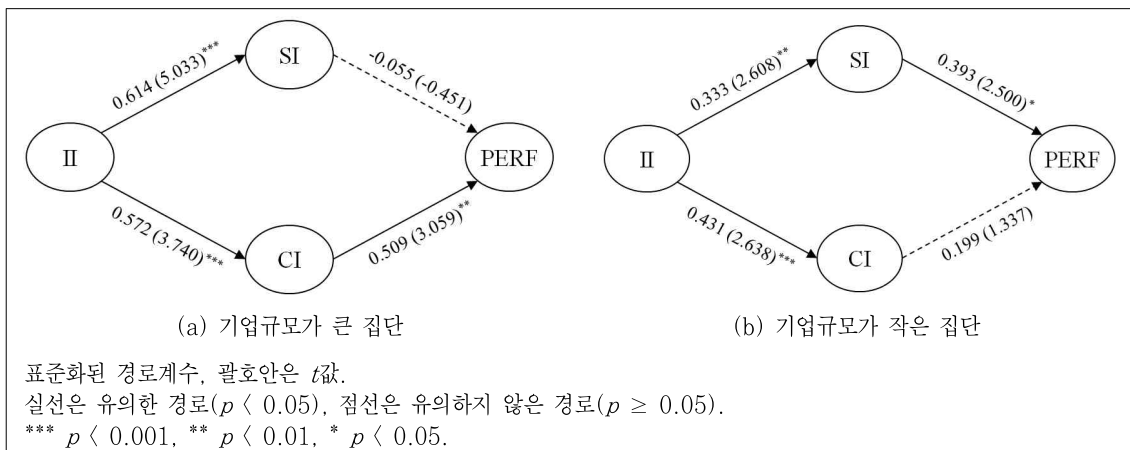 SI
0.614 (5.033)***
-0.055 (-0.451)
II
PERF
0.572 (3.740)***
0.509 (3.059)**
CI
(a) 기업규모가 큰 집단
SI
0.333 (2.608)**
0.393 (2.500)*
II
PERF
0.431 (2.638)***
0.199 (1.337)
CI
(b) 기업규모가 작은 집단
표준화된 경로계수, 괄호안은 t값.
실선은 유의한 경로(p < 0.05), 점선은 유의하지 않은 경로(p ≥ 0.05).
*** p < 0.001, ** p < 0.01, * p < 0.05.